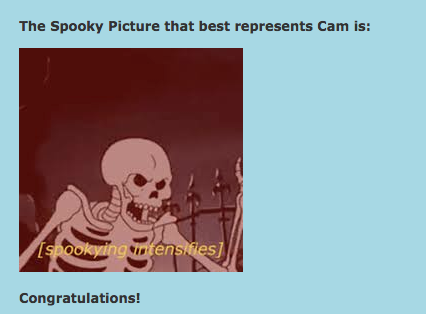 The Spooky Picture that best represents Cam is:
[spookying intensifies]
Congratulations!